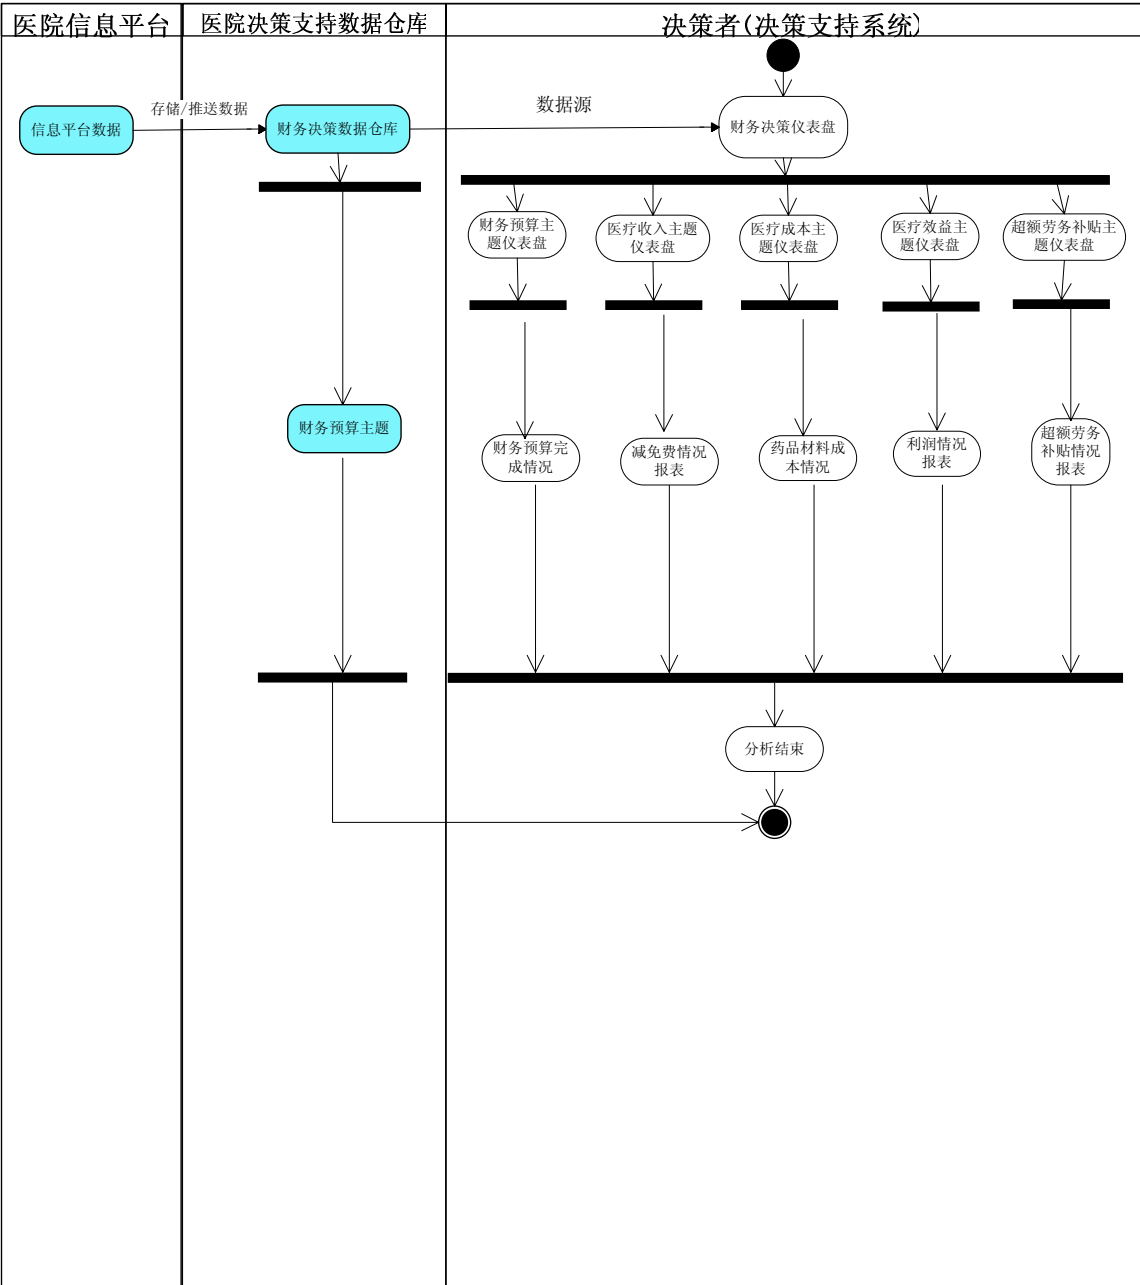 医院信息平台
医院决策支持数据仓库
决策者(决策支持系统)
存储/推送数据
数据源
信息平台数据
财务决策数据仓库
财务决策仪表盘
财务预算主
题仪表盘
医疗收入主题
仪表盘
医疗成本主
题仪表盘
医疗效益主
题仪表盘
超额劳务补贴主
题仪表盘
财务预算主题
财务预算完
成情况
减免费情况
报表
药品材料成
本情况
利润情况
报表
超额劳务
补贴情况
报表
分析结束